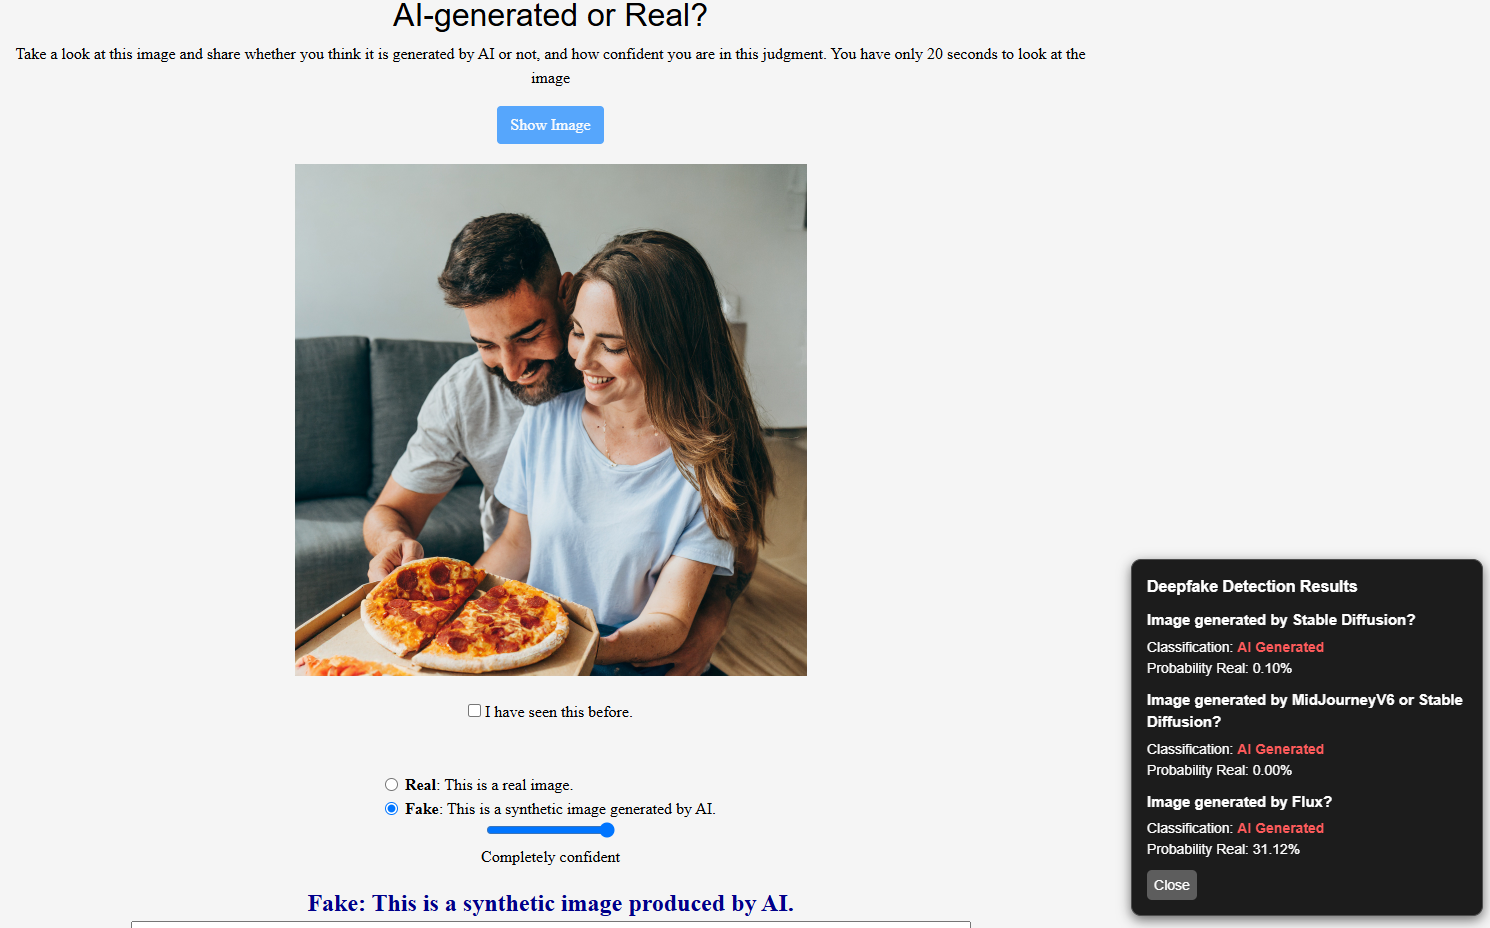 AI-generated or Real?
Take a look at this image and share whether you think it is generated by AI or not, and how confident you are in this judgment. You have only 20 seconds to look at the
image
Show Image
I have seen this before.
Real: This is a real image.
Fake: This is a synthetic image generated by AI.
Completely confident
Fake: This is a synthetic image produced by AI.
Deepfake Detection Results
Image generated by Stable Diffusion?
Classification: AI Generated
Probability Real: 0.10%
Image generated by MidJourneyV6 or Stable
Diffusion?
Classification: AI Generated
Probability Real: 0.00%
Image generated by Flux?
Classification: AI Generated
Probability Real: 31.12%
Close